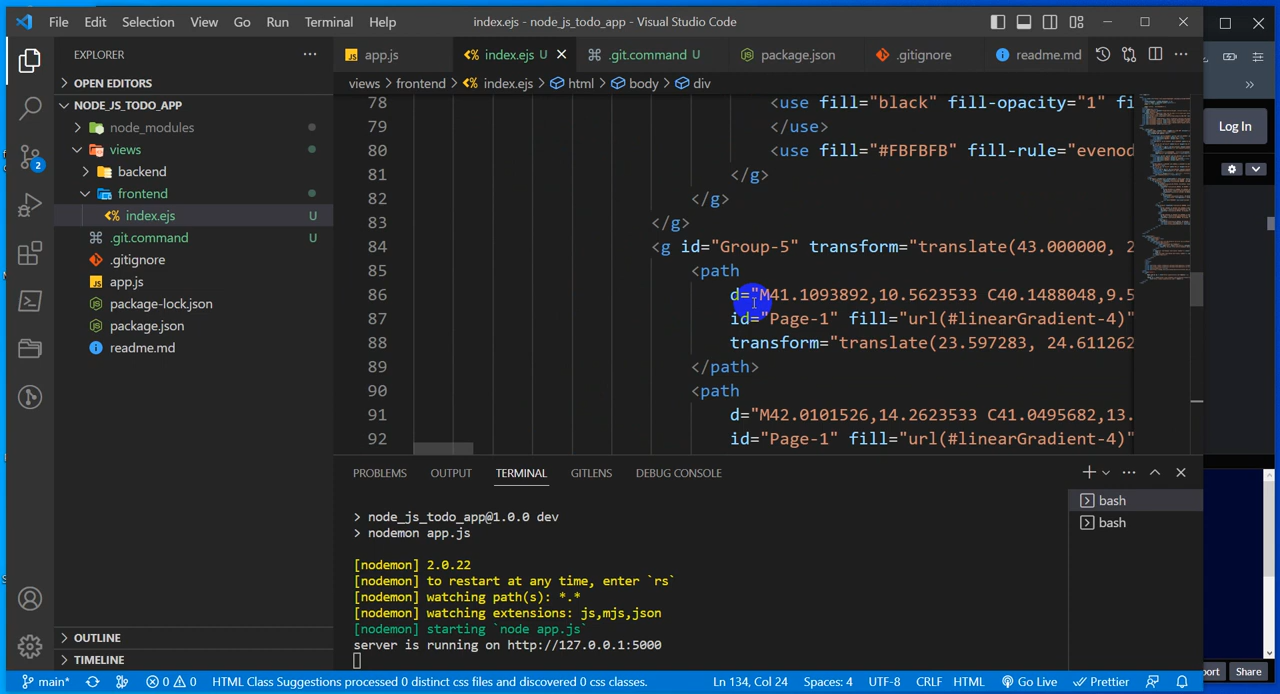 File Edit Selection View Go Run Terminal Help
index.ejs - node_js_todo_app - Visual Studio Code
EXPLORER
OPEN EDITORS
NODE_JS_TODO_APP
node_modules
views
backend
frontend
index.ejs U
.git.command U
.gitignore
app.js
package-lock.json
package.json
readme.md
OUTLINE
TIMELINE
2
app.js index.ejs U .git.command U package.json .gitignore readme.md
views > frontend > index.ejs > html > body > div
78 <use fill="black" fill-opacity="1" fi
79 </use>
80 <use fill="#FBFBFB" fill-rule="evenod
81 </g>
82 </g>
83 </g>
84 <g id="Group-5" transform="translate(43.000000, 2
85 <path
86 d="M41.1093892,10.5623533 C40.1488048,9.5
87 id="Page-1" fill="url(#linearGradient-4)"
88 transform="translate(23.597283, 24.611262
89 </path>
90 <path
91 d="M42.0101526,14.2623533 C41.0495682,13.
92 id="Page-1" fill="url(#linearGradient-4)"
PROBLEMS OUTPUT TERMINAL GITLENS DEBUG CONSOLE
> node_js_todo_app@1.0.0 dev
> nodemon app.js
[nodemon] 2.0.22
[nodemon] to restart at any time, enter `rs`
[nodemon] watching path(s): *.*
[nodemon] watching extensions: js,mjs,json
[nodemon] starting `node app.js`
server is running on http://127.0.0.1:5000
bash
bash
main* 0 0 HTML Class Suggestions processed 0 distinct css files and discovered 0 css classes. Ln 134, Col 24 Spaces: 4 UTF-8 CRLF HTML Go Live Prettier
Log In
Share